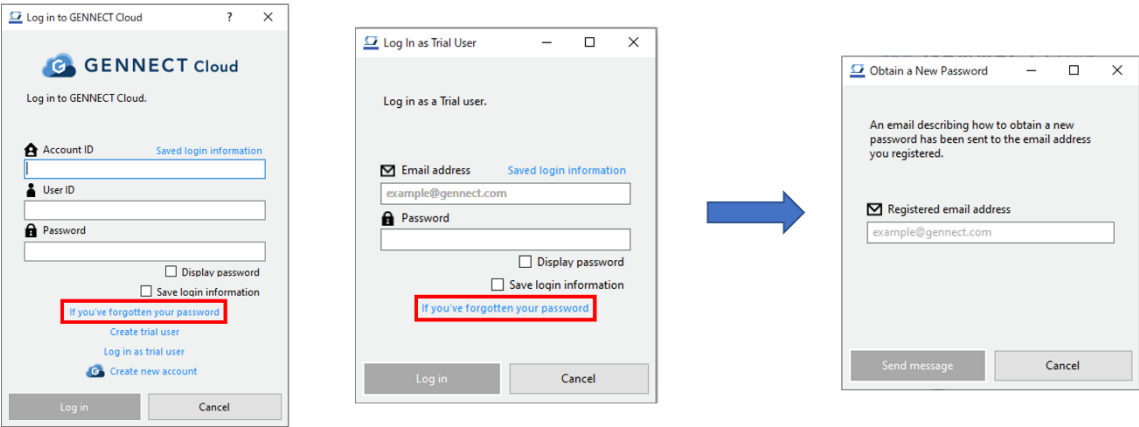 Log in to GENNECT Cloud
?
GENNECT Cloud
Log in to GENNECT Cloud.
Account ID
Saved login information
User ID
Password
Display password
Save login information
If you've forgotten your password
Create trial user
Log in as trial user
Create new account
Log in
Cancel
Log In as Trial User
Log in as a Trial user.
Email address
Saved login information
example@gennect.com
Password
Display password
Save login information
If you've forgotten your password
Log in
Cancel
Obtain a New Password
An email describing how to obtain a new
password has been sent to the email address
you registered.
Registered email address
example@gennect.com
Send message
Cancel